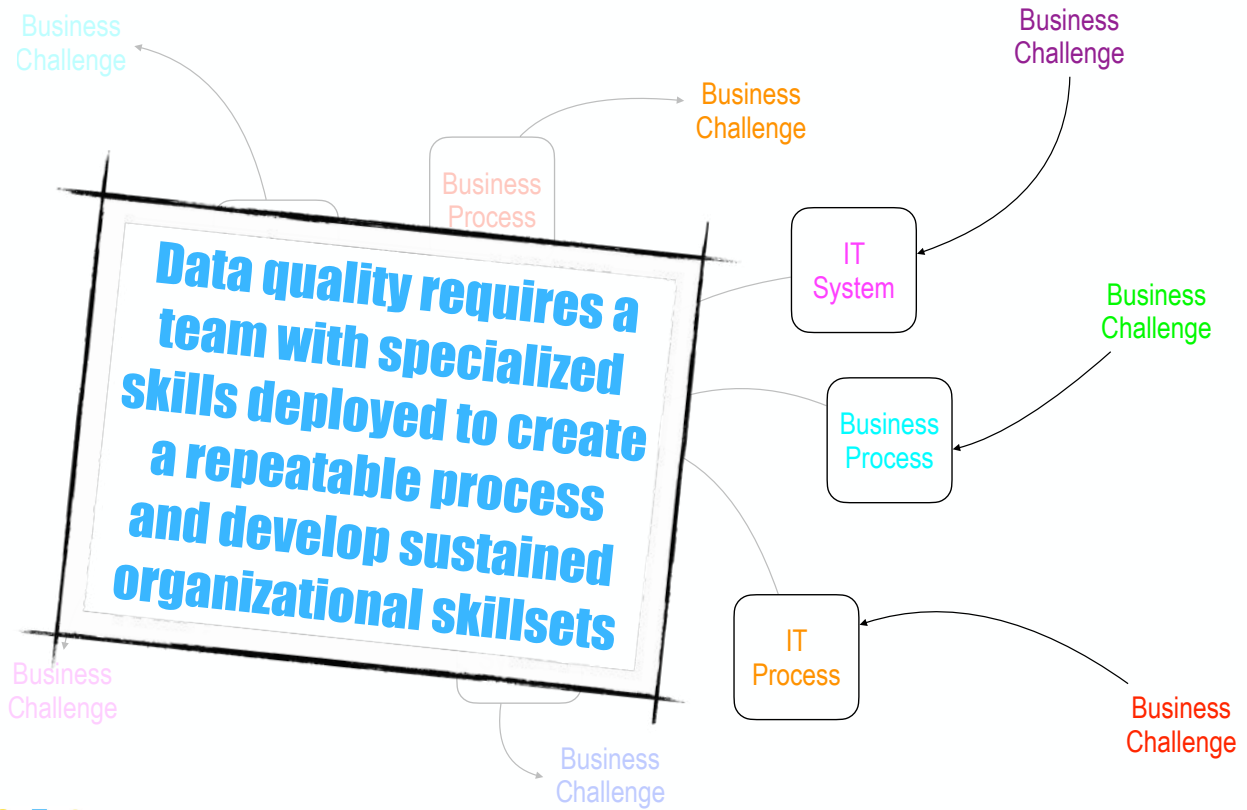 Business
Challenge
Business
Challenge
Business
Challenge
Business
Process
IT
System
Business
Challenge
Data quality requires a
team with specialized
skills deployed to create
a repeatable process
and develop sustained
organizational skillsets
Business
Process
IT
Process
Business
Challenge
Business
Challenge
Business
Challenge